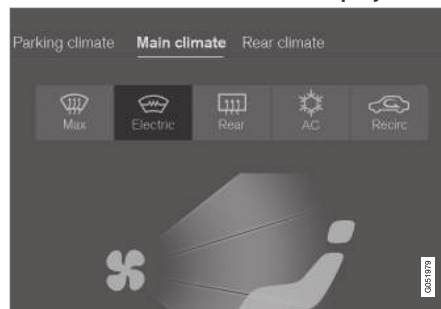 Parking climate Main climate Rear climate
Max Electric Rear AC Recirc
G051979